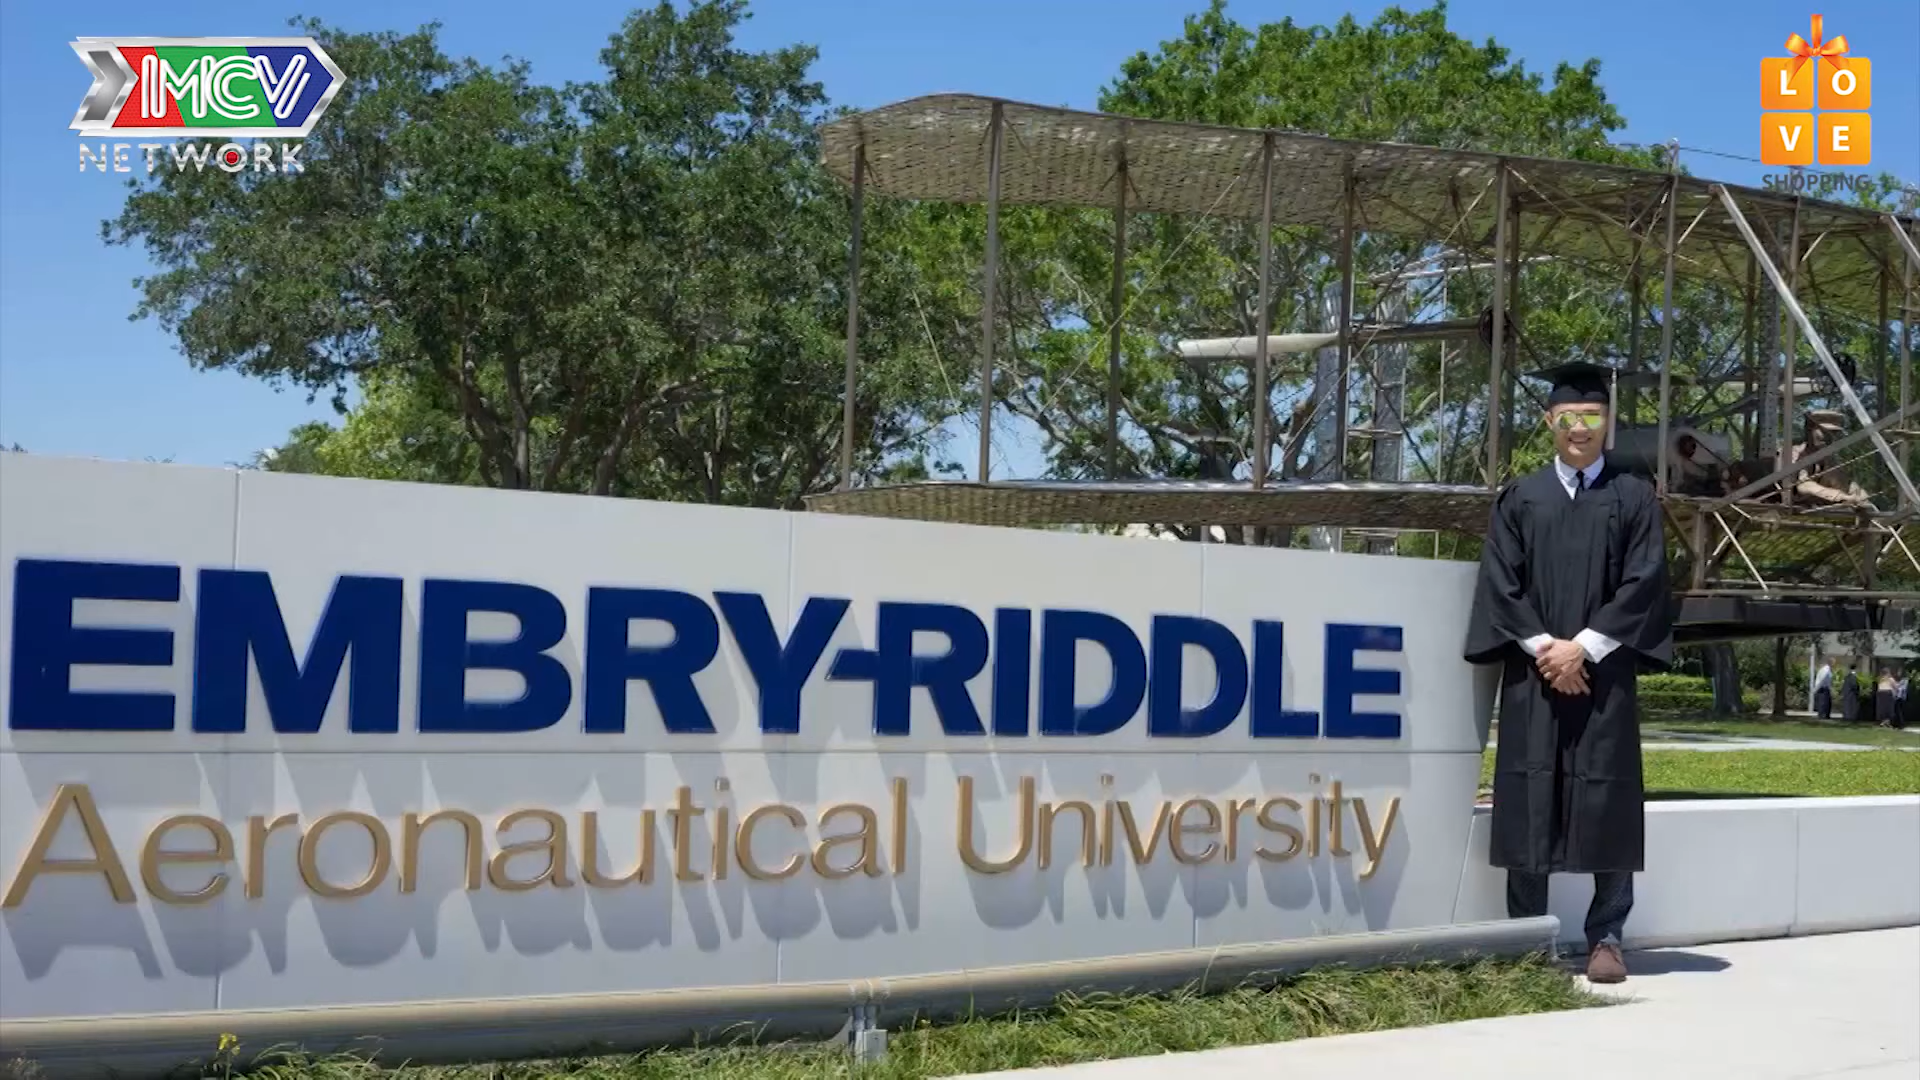 MCV
NETWORK
L O
V E
SHOPPING
EMBRY-RIDDLE
Aeronautical University